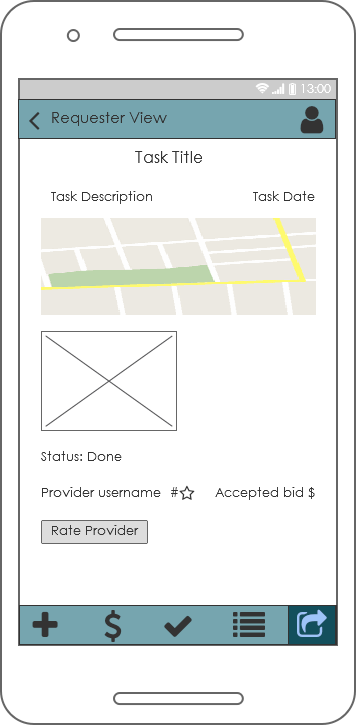 13:00
Requester View
Task Title
Task Description Task Date
Status: Done
Provider username #☆ Accepted bid $
Rate Provider
$